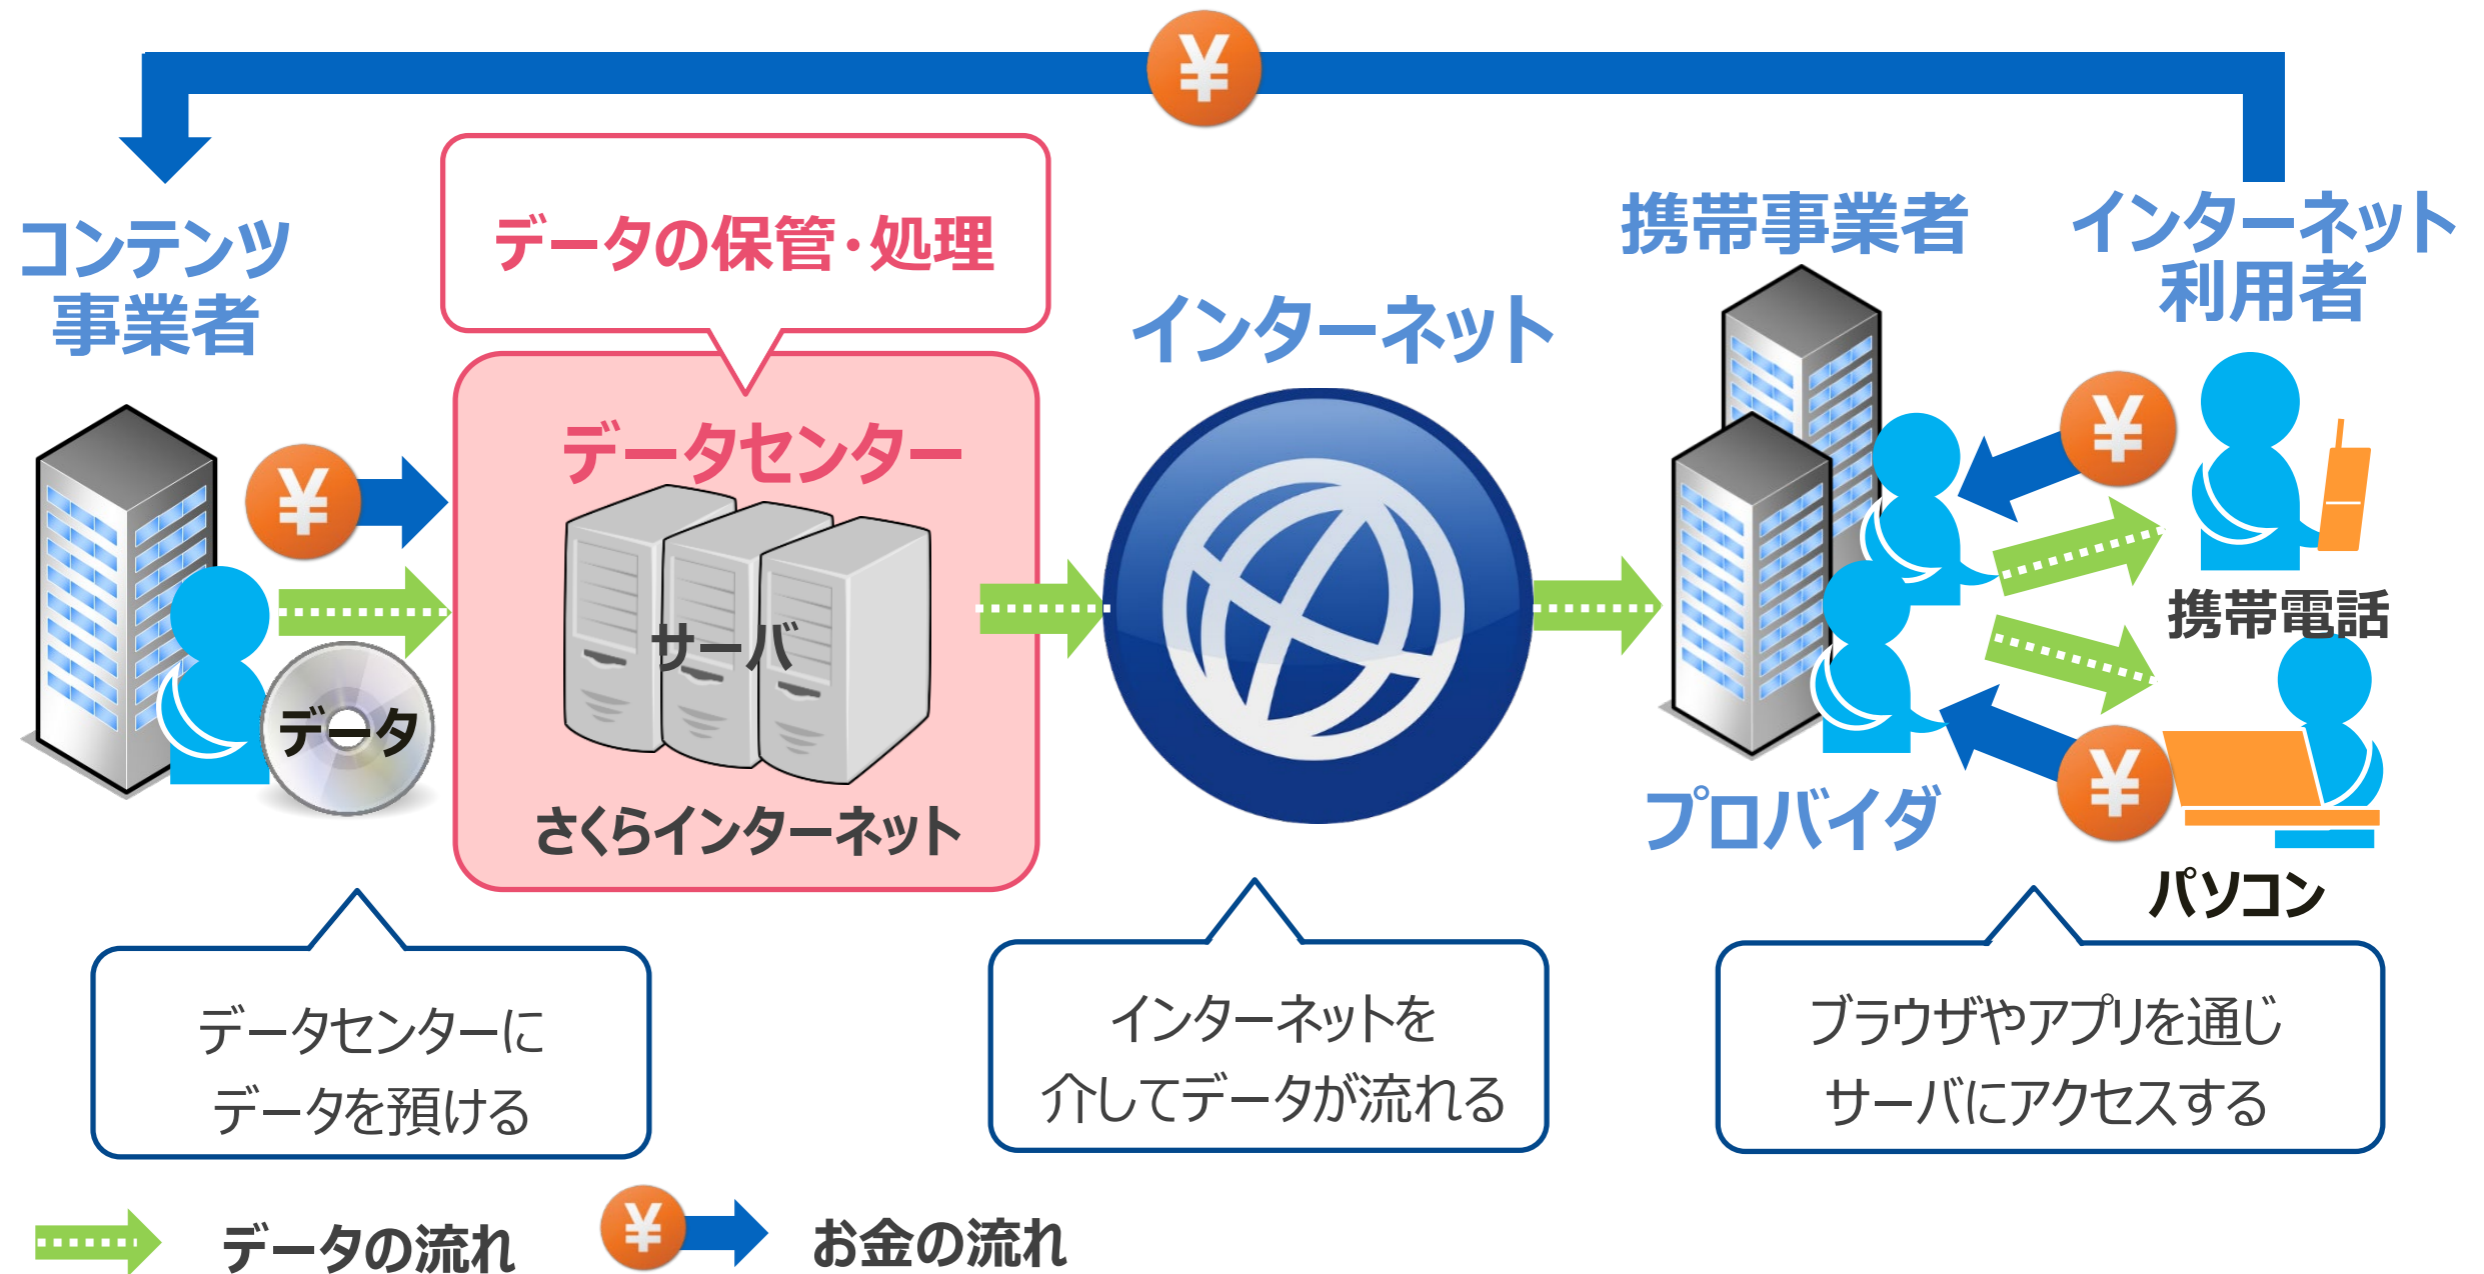 ¥
データの保管・処理
コンテンツ
事業者
¥
データ
データセンター
サーバ
さくらインターネット
インターネット
携帯事業者
プロバイダ
インターネット
利用者
¥
携帯電話
¥
パソコン
データセンターに
データを預ける
インターネットを
介してデータが流れる
ブラウザやアプリを通じ
サーバにアクセスする
データの流れ
¥
お金の流れ